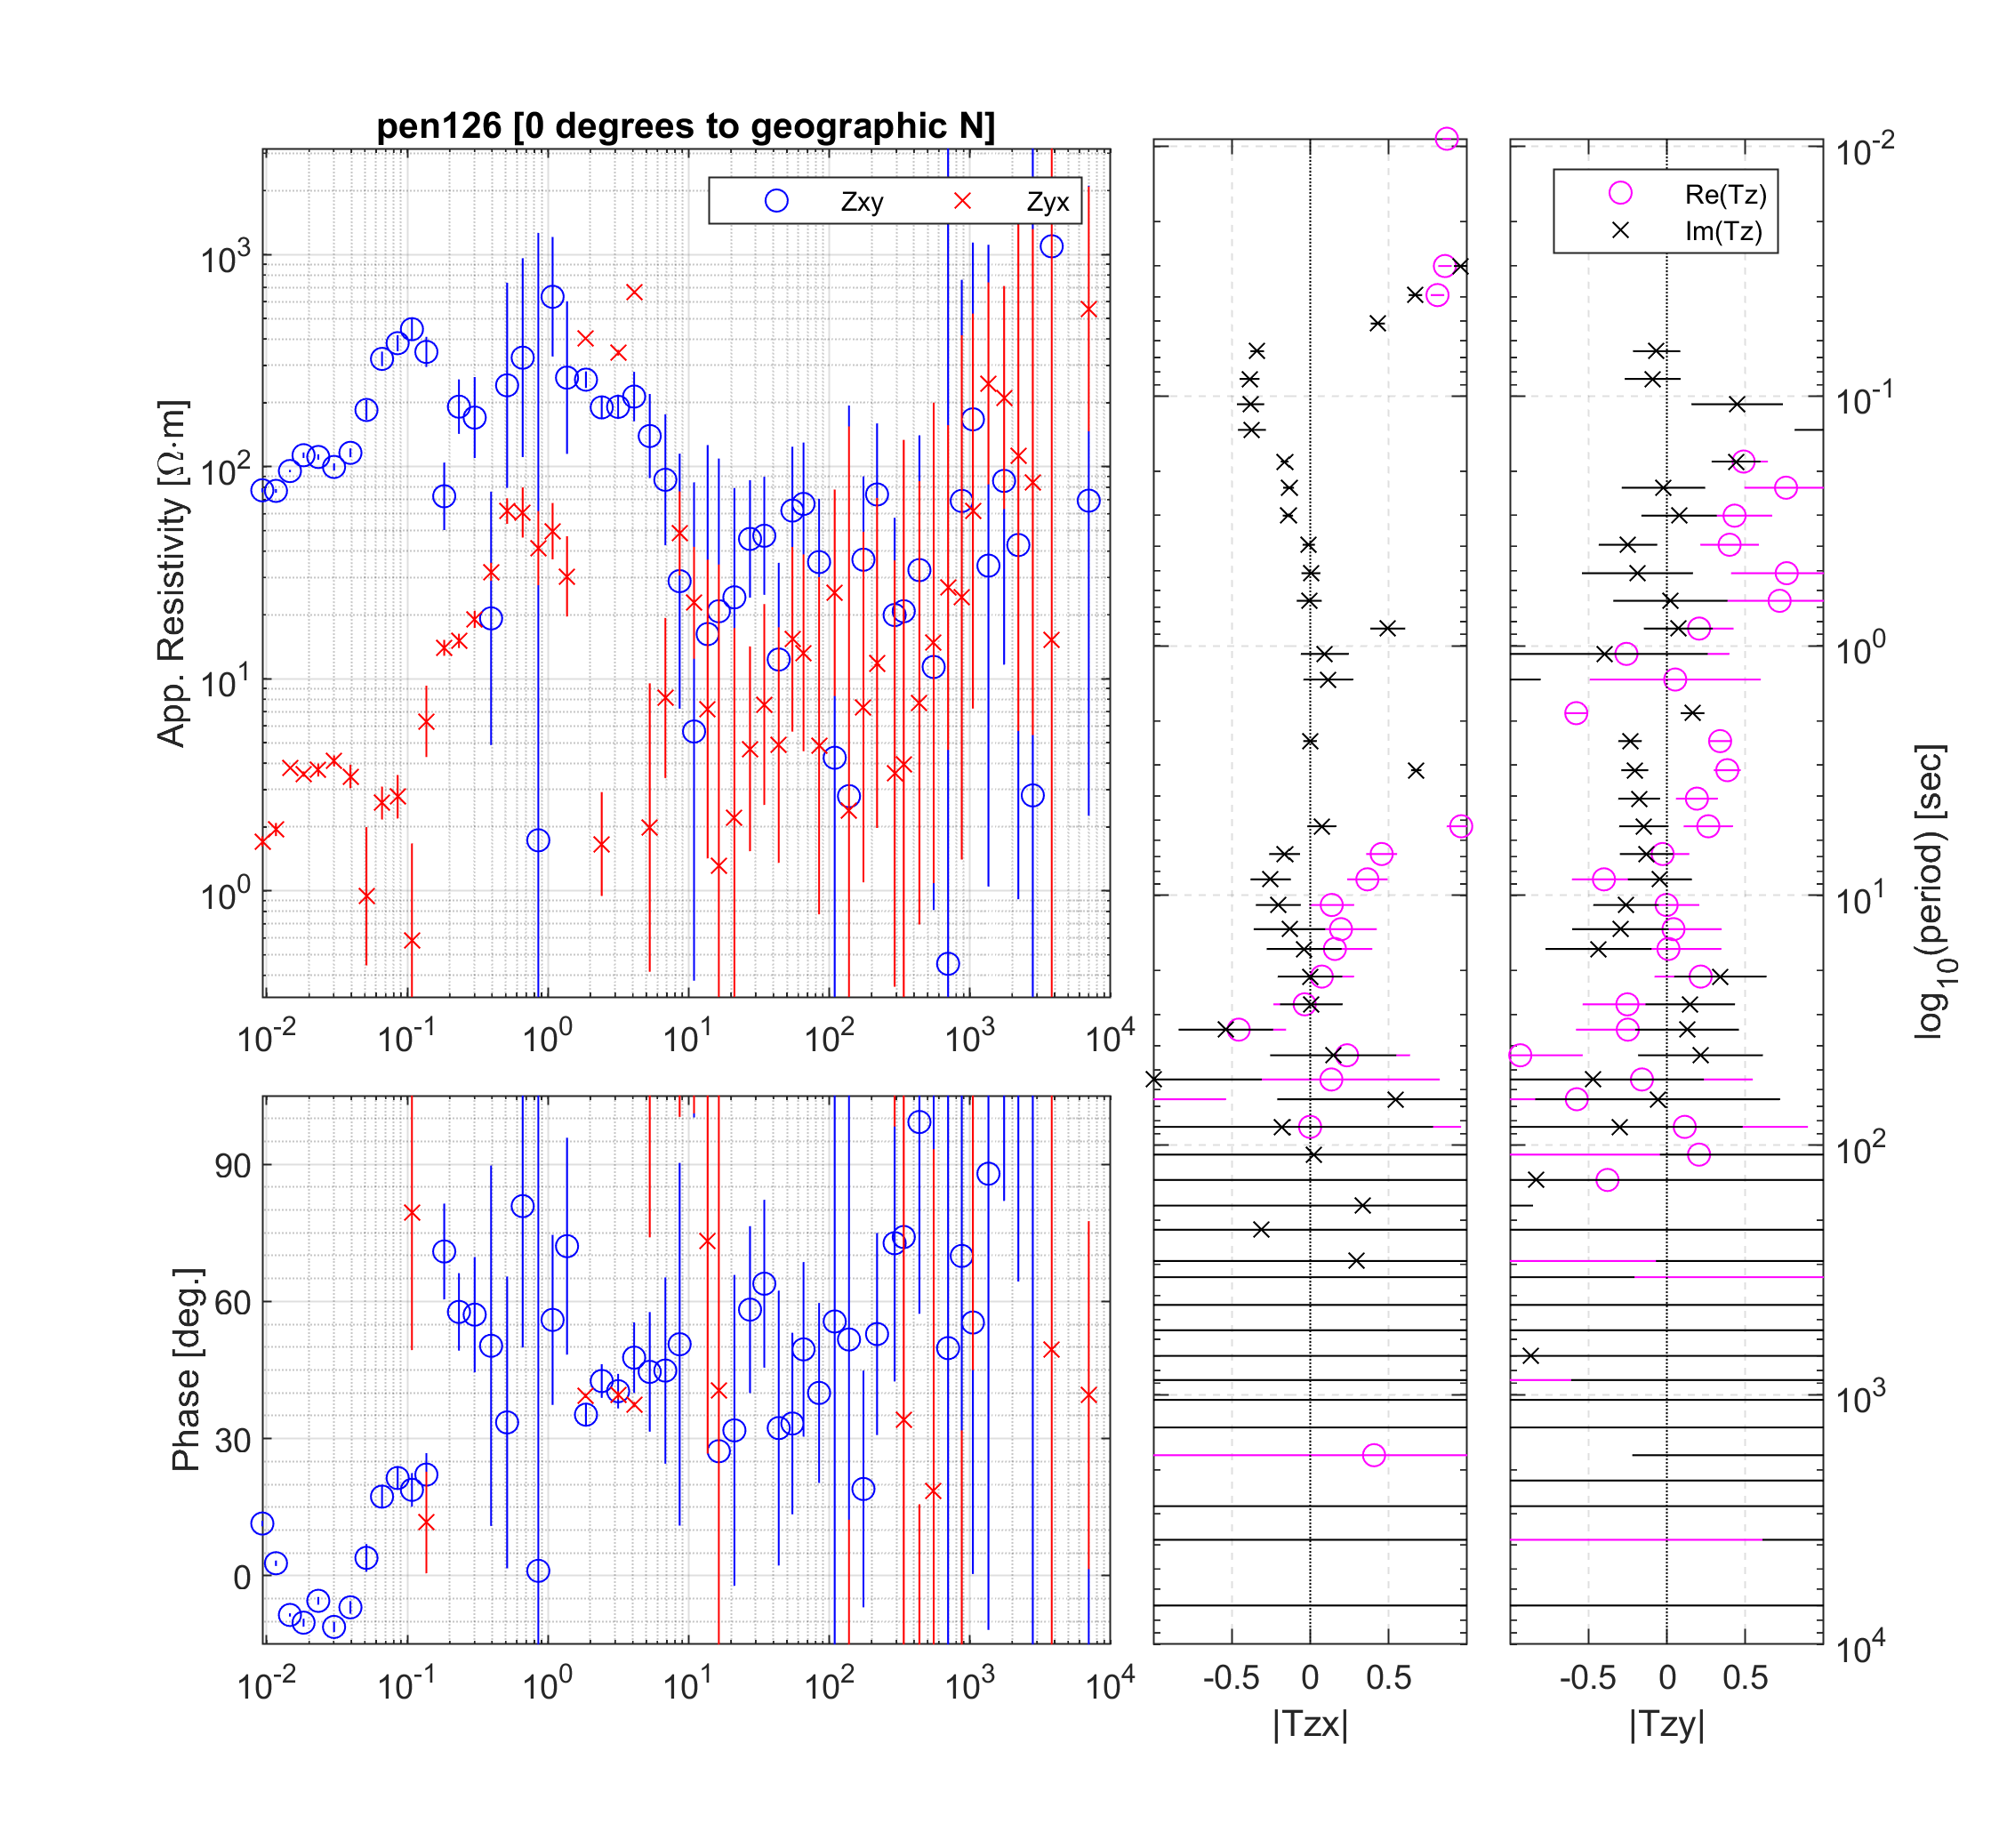 pen126 [0 degrees to geographic N]
Zxy Zyx
App. Resistivity [Ω·m]
10^3
10^2
10^1
10^0
10^-2 10^-1 10^0 10^1 10^2 10^3 10^4
Phase [deg.]
90
60
30
0
10^-2 10^-1 10^0 10^1 10^2 10^3 10^4
-0.5 0 0.5
|Tzx|
Re(Tz)
Im(Tz)
-0.5 0 0.5
|Tzy|
10^-2
10^-1
10^0
10^1
10^2
10^3
10^4
log10(period) [sec]